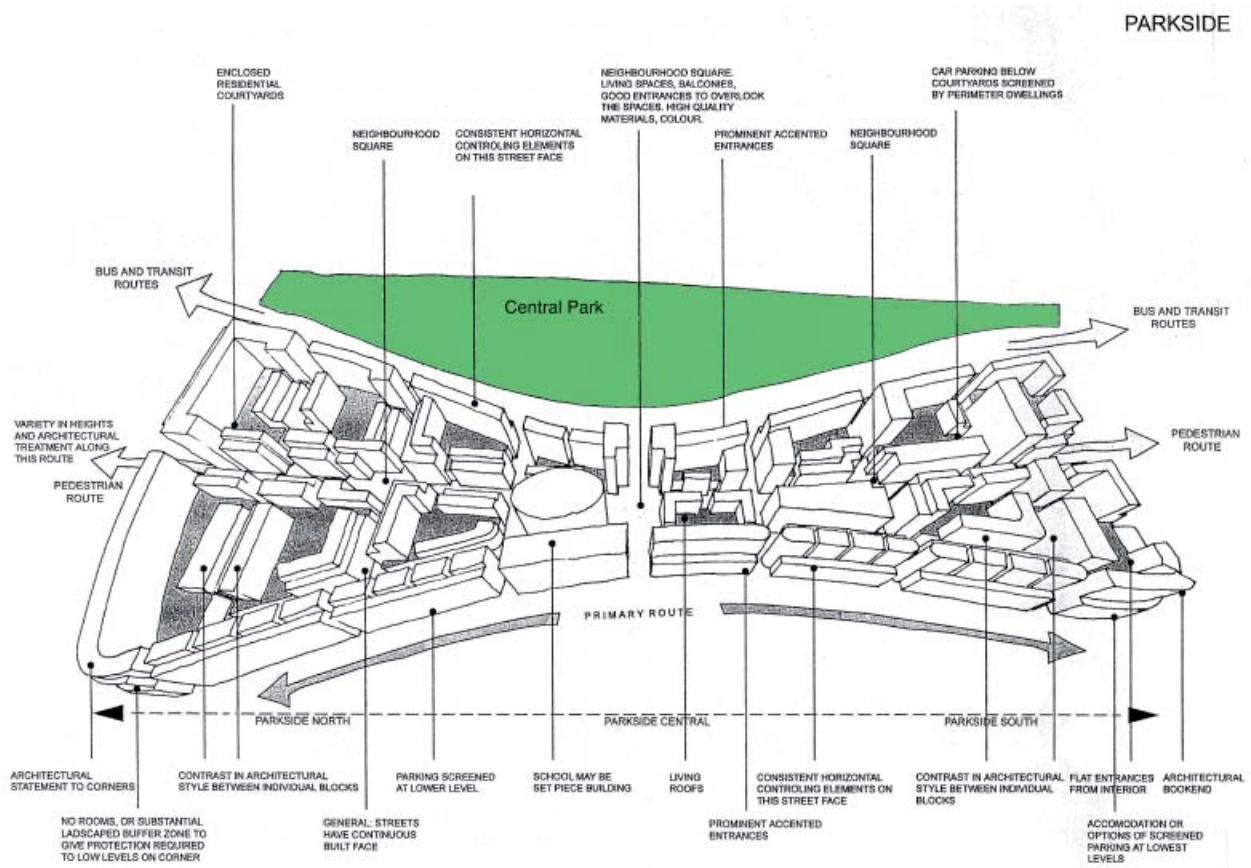 PARKSIDE
ENCLOSED
RESIDENTIAL
COURTYARDS
NEIGHBOURHOOD
SQUARE
CONSISTENT HORIZONTAL
CONTROLING ELEMENTS
ON THIS STREET FACE
NEIGHBOURHOOD SQUARE.
LIVING SPACES, BALCONIES,
GOOD ENTRANCES TO OVERLOOK
THE SPACES. HIGH QUALITY
MATERIALS, COLOUR.
PROMINENT ACCENTED
ENTRANCES
NEIGHBOURHOOD
SQUARE
CAR PARKING BELOW
COURTYARDS SCREENED
BY PERIMETER DWELLINGS
BUS AND TRANSIT
ROUTES
Central Park
BUS AND TRANSIT
ROUTES
VARIETY IN HEIGHTS
AND ARCHITECTURAL
TREATMENT ALONG
THIS ROUTE
PEDESTRIAN
ROUTE
PEDESTRIAN
ROUTE
PRIMARY ROUTE
PARKSIDE NORTH
PARKSIDE CENTRAL
PARKSIDE SOUTH
ARCHITECTURAL
STATEMENT TO CORNERS
CONTRAST IN ARCHITECTURAL
STYLE BETWEEN INDIVIDUAL BLOCKS
PARKING SCREENED
AT LOWER LEVEL
SCHOOL MAY BE
SET PIECE BUILDING
LIVING
ROOFS
CONSISTENT HORIZONTAL
CONTROLING ELEMENTS ON
THIS STREET FACE
CONTRAST IN ARCHITECTURAL
STYLE BETWEEN INDIVIDUAL
BLOCKS
FLAT ENTRANCES
FROM INTERIOR
ARCHITECTURAL
BOOKEND
NO ROOMS, OR SUBSTANTIAL
LADSCAPED BUFFER ZONE TO
GIVE PROTECTION REQUIRED
TO LOW LEVELS ON CORNER
GENERAL: STREETS
HAVE CONTINUOUS
BUILT FACE
PROMINENT ACCENTED
ENTRANCES
ACCOMODATION OR
OPTIONS OF SCREENED
PARKING AT LOWEST
LEVELS